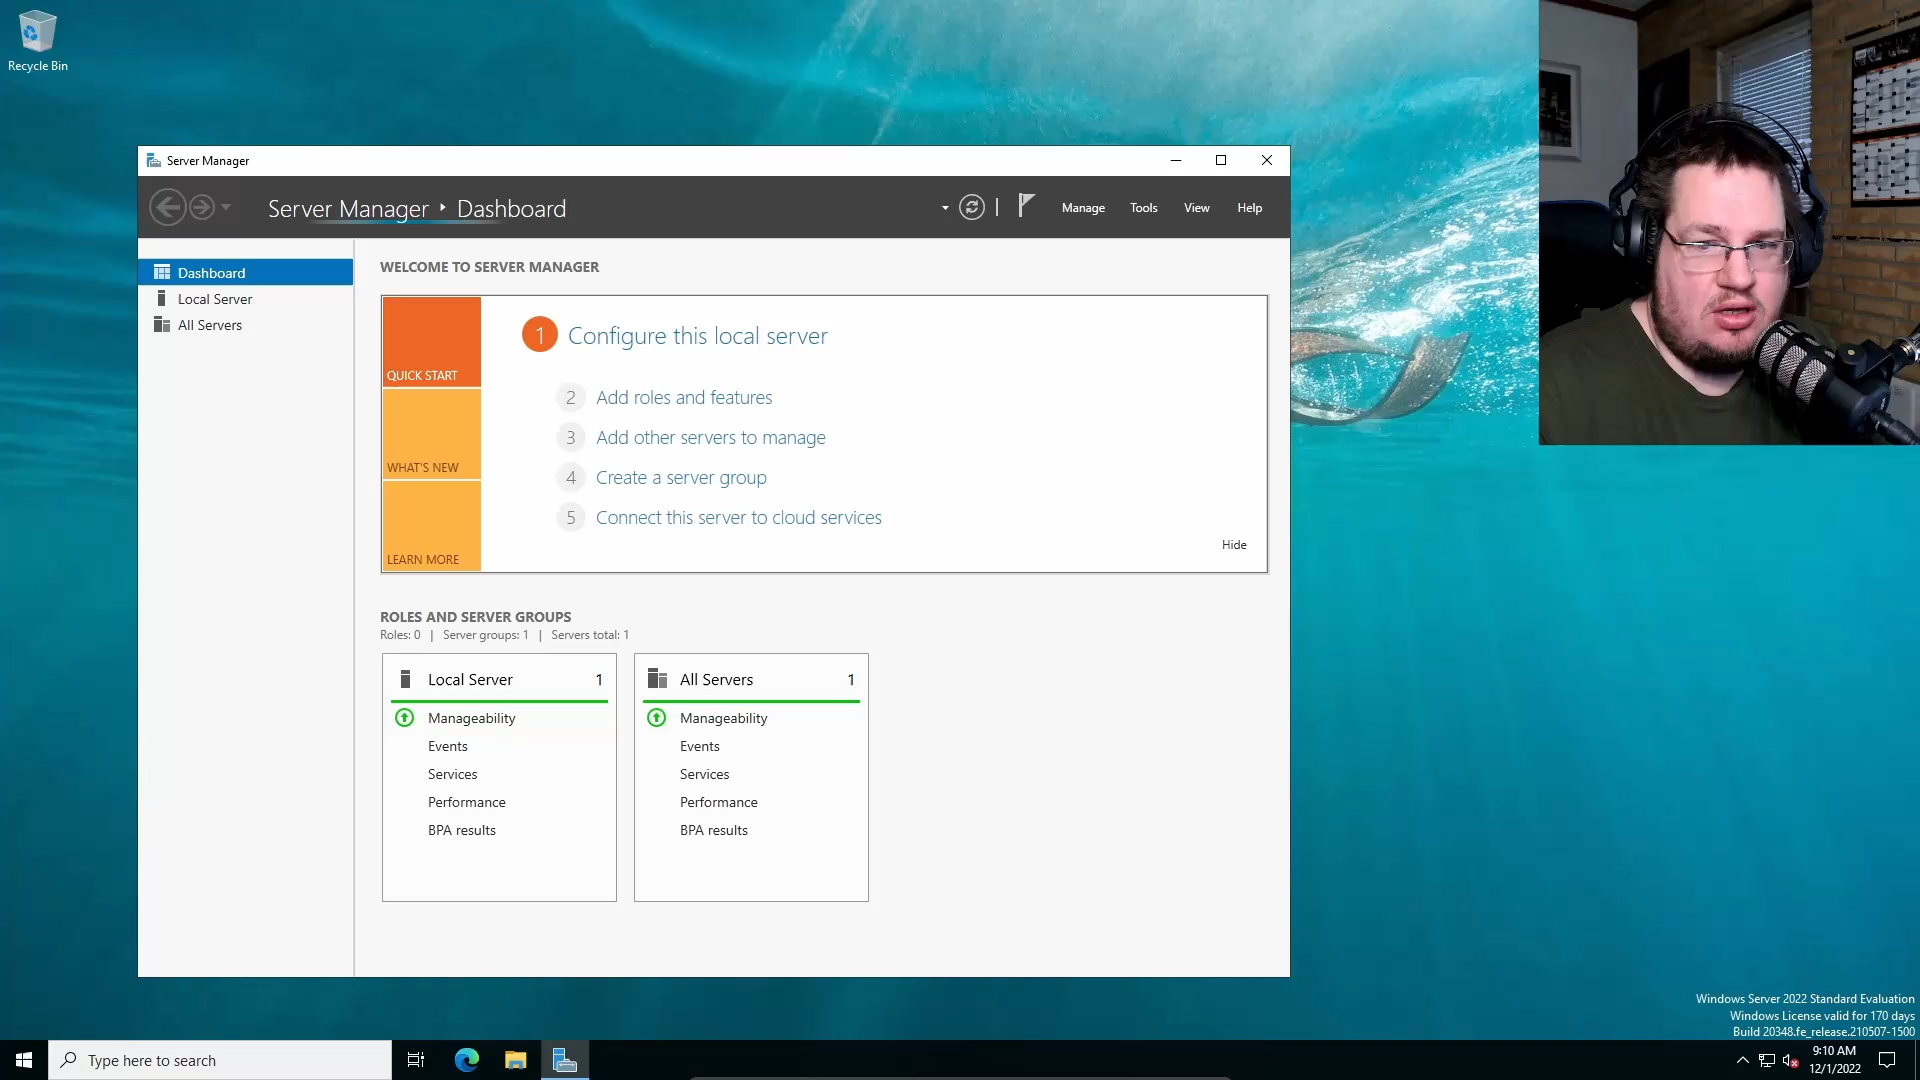 Recycle Bin
Server Manager
Server Manager Dashboard
Manage Tools View Help
Dashboard
Local Server
All Servers
WELCOME TO SERVER MANAGER
QUICK START
WHAT'S NEW
LEARN MORE
1 Configure this local server
2 Add roles and features
3 Add other servers to manage
4 Create a server group
5 Connect this server to cloud services
Hide
ROLES AND SERVER GROUPS
Roles: 0 | Server groups: 1 | Servers total: 1
Local Server 1
Manageability
Events
Services
Performance
BPA results
All Servers 1
Manageability
Events
Services
Performance
BPA results
Windows Server 2022 Standard Evaluation
Windows License valid for 170 days
Build 20348.fe_release.210507-1500
Type here to search
9:10 AM
12/1/2022